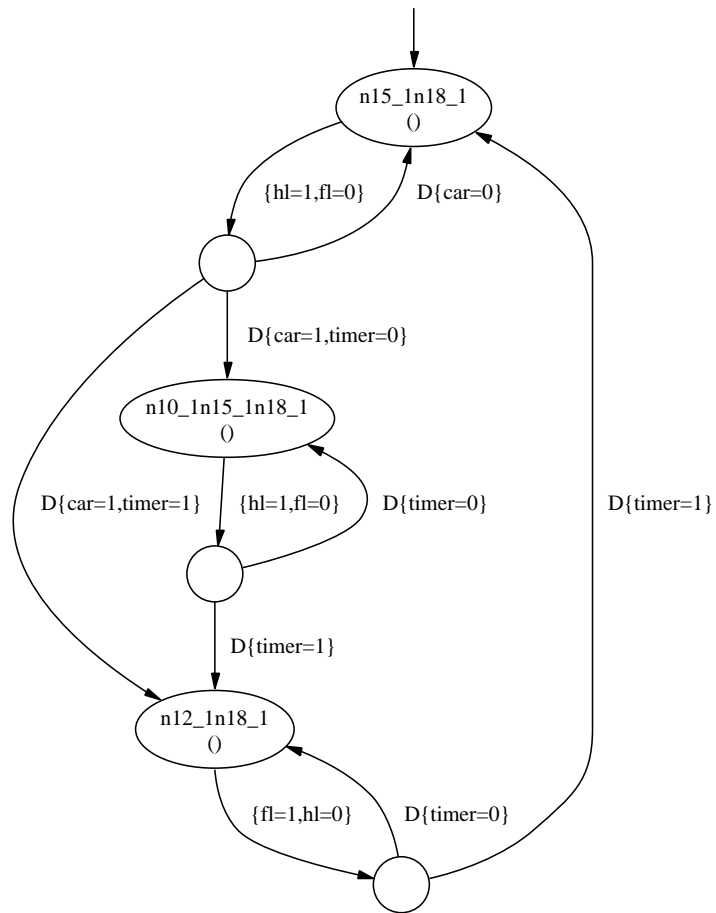 n15_1n18_1
()
{hl=1,fl=0}
D{car=0}
D{car=1,timer=0}
n10_1n15_1n18_1
()
D{car=1,timer=1}
{hl=1,fl=0}
D{timer=0}
D{timer=1}
D{timer=1}
n12_1n18_1
()
{fl=1,hl=0}
D{timer=0}